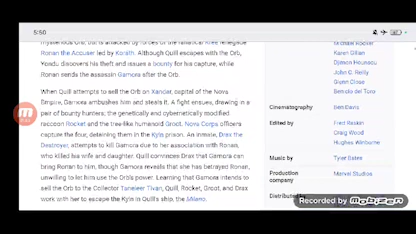 5:50
mysterious orb, but is attacked by forces of the fanatical Kree renegade
Ronan the Accuser led by Korath. Although Quill escapes with the Orb,
Yondu discovers his theft and issues a bounty for his capture, while
Ronan sends the assassin Gamora after the Orb.
When Quill attempts to sell the Orb on Xandar, capital of the Nova
Empire, Gamora ambushes him and steals it. A fight ensues, drawing in a
pair of bounty hunters; the genetically and cybernetically modified
raccoon Rocket and the tree-like humanoid Groot. Nova Corps officers
capture the four, detaining them in the Kyln prison. An inmate, Drax the
Destroyer, attempts to kill Gamora due to her association with Ronan,
who killed his wife and daughter. Quill convinces Drax that Gamora can
bring Ronan to him, though Gamora reveals that she has betrayed Ronan,
unwilling to let him use the Orb's power. Learning that Gamora intends to
sell the Orb to the Collector Taneleer Tivan, Quill, Rocket, Groot, and Drax
work with her to escape the Kyln in Quill's ship, the Milano.
Michael Rooker
Karen Gillan
Djimon Hounsou
John C. Reilly
Glenn Close
Benicio del Toro
Cinematography Ben Davis
Edited by Fred Raskin
Craig Wood
Hughes Winborne
Music by Tyler Bates
Production company Marvel Studios
Distributed by
Recorded by mobizen